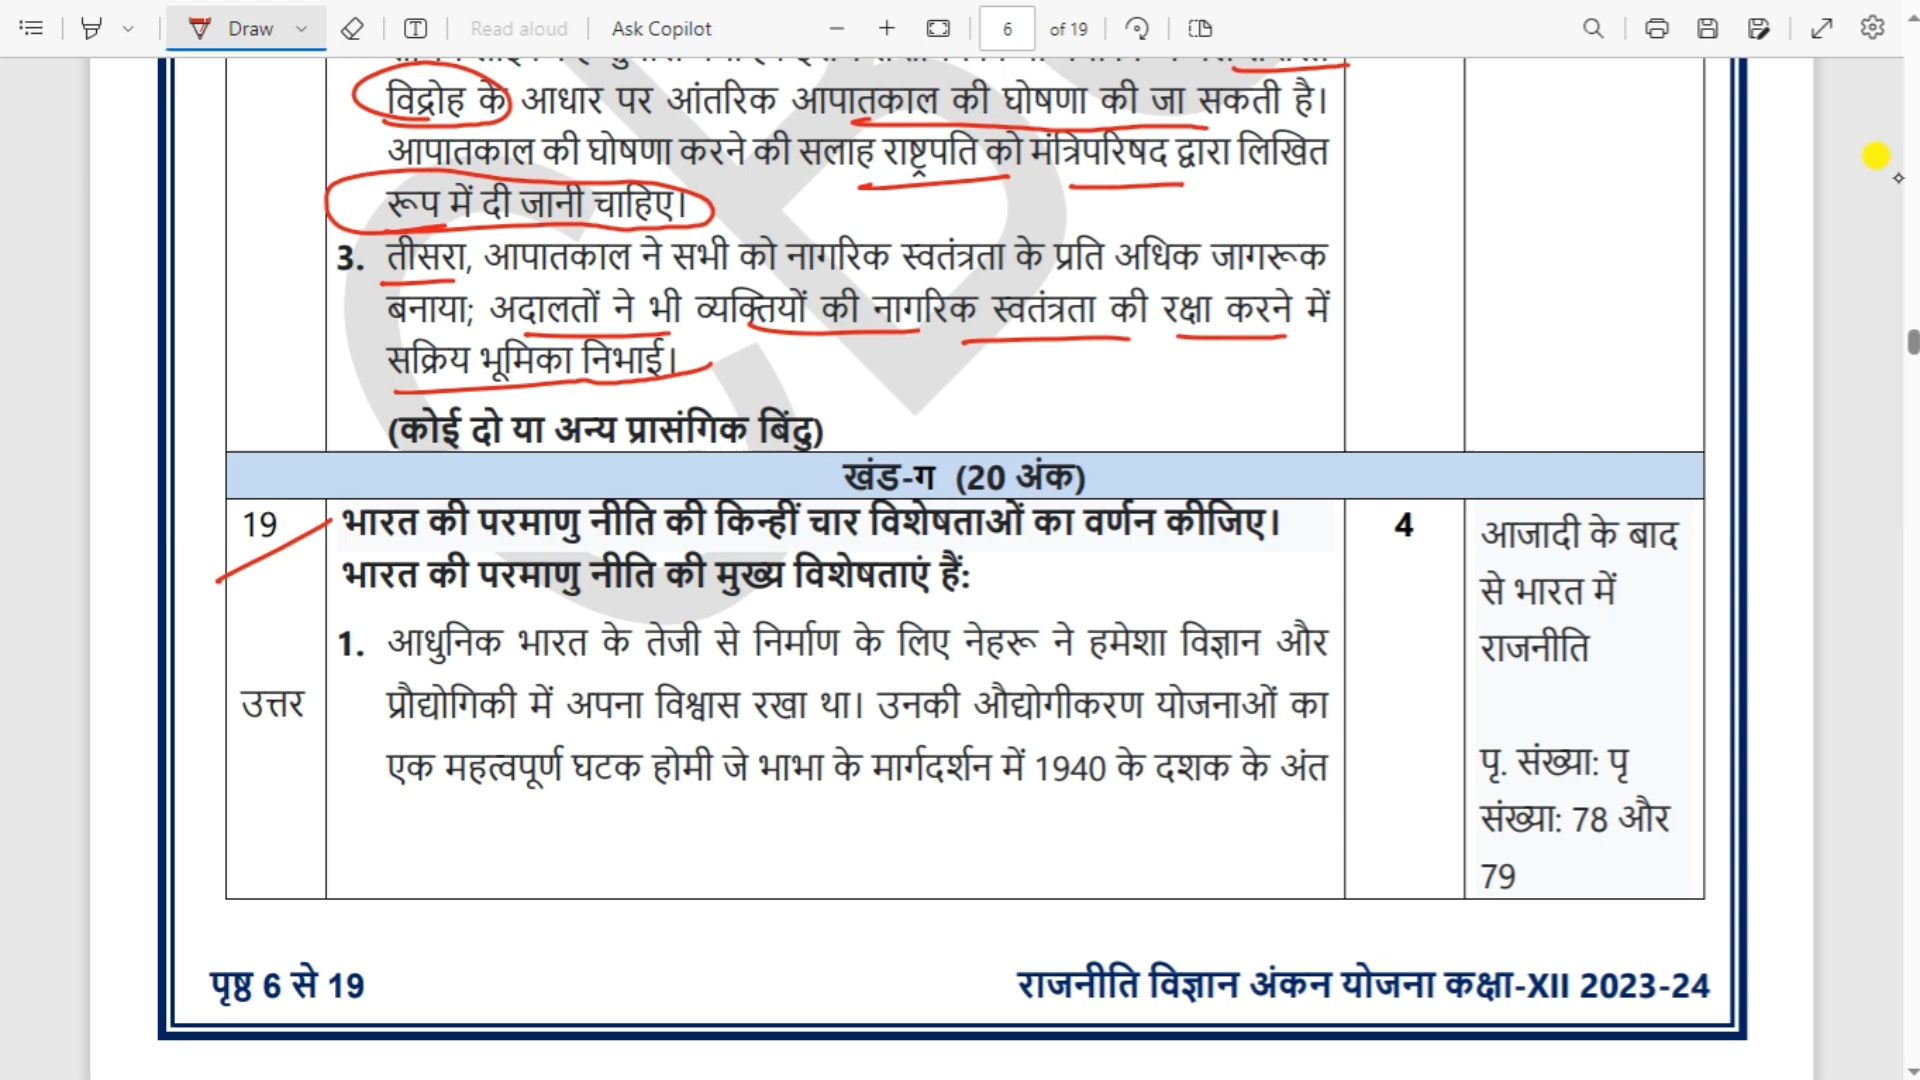 Draw
Read aloud
Ask Copilot
6
of 19
विद्रोह के आधार पर आंतरिक आपातकाल की घोषणा की जा सकती है।
आपातकाल की घोषणा करने की सलाह राष्ट्रपति को मंत्रिपरिषद द्वारा लिखित
रूप में दी जानी चाहिए।
3. तीसरा, आपातकाल ने सभी को नागरिक स्वतंत्रता के प्रति अधिक जागरूक
बनाया; अदालतों ने भी व्यक्तियों की नागरिक स्वतंत्रता की रक्षा करने में
सक्रिय भूमिका निभाई।
(कोई दो या अन्य प्रासंगिक बिंदु)
खंड-ग (20 अंक)
19
भारत की परमाणु नीति की किन्हीं चार विशेषताओं का वर्णन कीजिए।
भारत की परमाणु नीति की मुख्य विशेषताएं हैं:
उत्तर
1. आधुनिक भारत के तेजी से निर्माण के लिए नेहरू ने हमेशा विज्ञान और
प्रौद्योगिकी में अपना विश्वास रखा था। उनकी औद्योगीकरण योजनाओं का
एक महत्वपूर्ण घटक होमी जे भाभा के मार्गदर्शन में 1940 के दशक के अंत
4
आजादी के बाद
से भारत में
राजनीति
पृ. संख्या: पृ
संख्या: 78 और
79
पृष्ठ 6 से 19
राजनीति विज्ञान अंकन योजना कक्षा-XII 2023-24